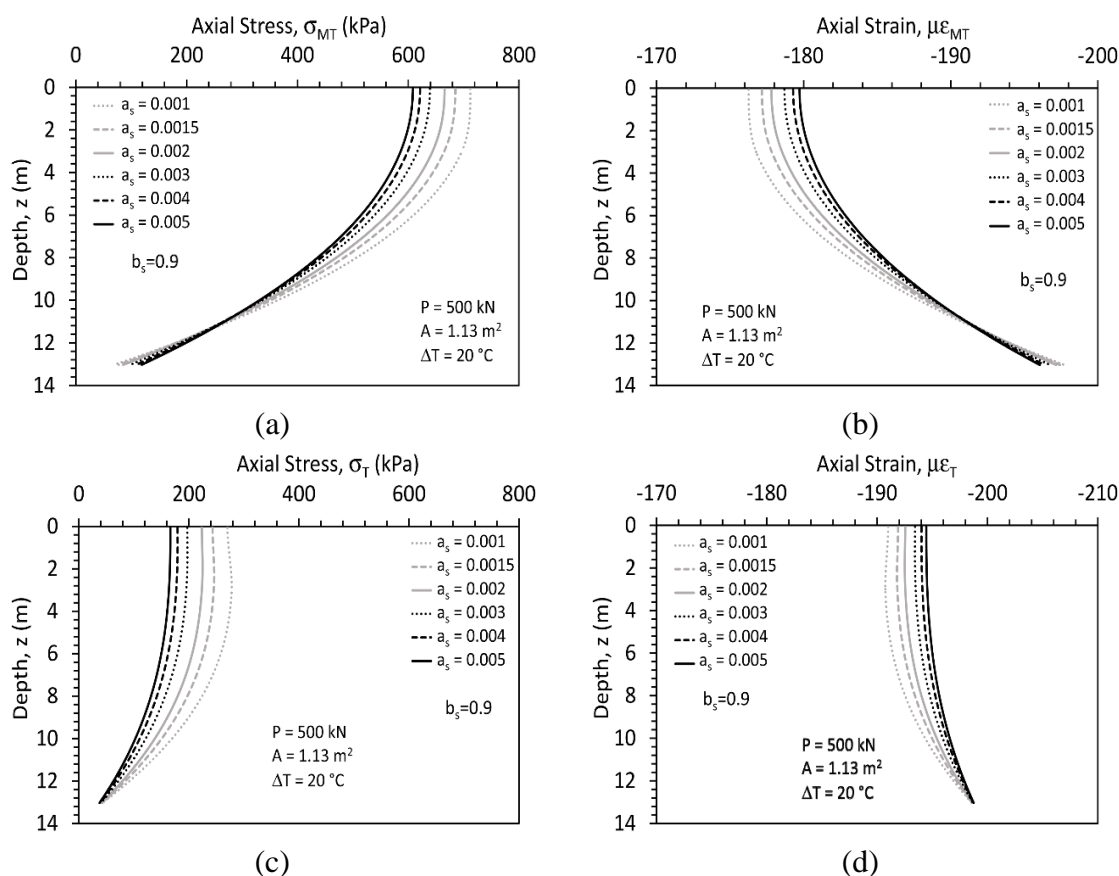 Axial Stress, σMT (kPa)
0 200 400 600 800
Depth, z (m)
0
2
4
6
8
10
12
14
as = 0.001
as = 0.0015
as = 0.002
as = 0.003
as = 0.004
as = 0.005
bs=0.9
P = 500 kN
A = 1.13 m²
ΔT = 20 °C
(a)
Axial Strain, μεMT
-170 -180 -190 -200
Depth, z (m)
0
2
4
6
8
10
12
14
as = 0.001
as = 0.0015
as = 0.002
as = 0.003
as = 0.004
as = 0.005
bs=0.9
P = 500 kN
A = 1.13 m²
ΔT = 20 °C
(b)
Axial Stress, σT (kPa)
0 200 400 600 800
Depth, z (m)
0
2
4
6
8
10
12
14
as = 0.001
as = 0.0015
as = 0.002
as = 0.003
as = 0.004
as = 0.005
bs=0.9
P = 500 kN
A = 1.13 m²
ΔT = 20 °C
(c)
Axial Strain, μεT
-170 -180 -190 -200 -210
Depth, z (m)
0
2
4
6
8
10
12
14
as = 0.001
as = 0.0015
as = 0.002
as = 0.003
as = 0.004
as = 0.005
bs=0.9
P = 500 kN
A = 1.13 m²
ΔT = 20 °C
(d)